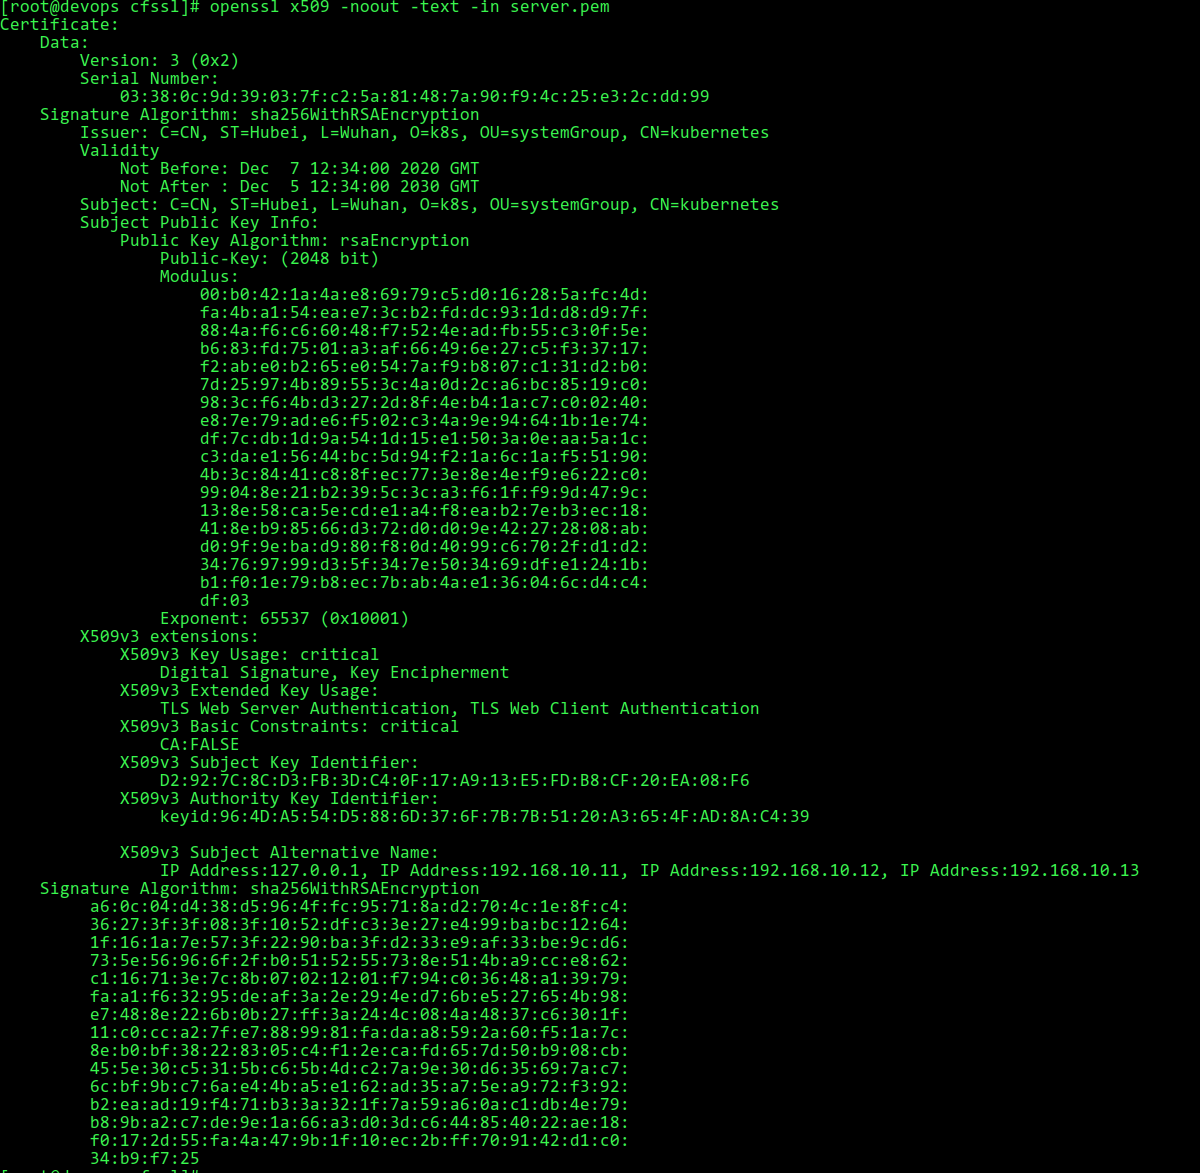 [root@devops cfssl]# openssl x509 -noout -text -in server.pem
Certificate:
    Data:
        Version: 3 (0x2)
        Serial Number:
            03:38:0c:9d:39:03:7f:c2:5a:81:48:7a:90:f9:4c:25:e3:2c:dd:99
    Signature Algorithm: sha256WithRSAEncryption
        Issuer: C=CN, ST=Hubei, L=Wuhan, O=k8s, OU=systemGroup, CN=kubernetes
        Validity
            Not Before: Dec  7 12:34:00 2020 GMT
            Not After : Dec  5 12:34:00 2030 GMT
        Subject: C=CN, ST=Hubei, L=Wuhan, O=k8s, OU=systemGroup, CN=kubernetes
        Subject Public Key Info:
            Public Key Algorithm: rsaEncryption
                Public-Key: (2048 bit)
                Modulus:
                    00:b0:42:1a:4a:e8:69:79:c5:d0:16:28:5a:fc:4d:
                    fa:4b:a1:54:ea:e7:3c:b2:fd:dc:93:1d:d8:d9:7f:
                    88:4a:f6:c6:60:48:f7:52:4e:ad:fb:55:c3:0f:5e:
                    b6:83:fd:75:01:a3:af:66:49:6e:27:c5:f3:37:17:
                    f2:ab:e0:b2:65:e0:54:7a:f9:b8:07:c1:31:d2:b0:
                    7d:25:97:4b:89:55:3c:4a:0d:2c:a6:bc:85:19:c0:
                    98:3c:f6:4b:d3:27:2d:8f:4e:b4:1a:c7:c0:02:40:
                    e8:7e:79:ad:e6:f5:02:c3:4a:9e:94:64:1b:1e:74:
                    df:7c:db:1d:9a:54:1d:15:e1:50:3a:0e:aa:5a:1c:
                    c3:da:e1:56:44:bc:5d:94:f2:1a:6c:1a:f5:51:90:
                    4b:3c:84:41:c8:8f:ec:77:3e:8e:4e:f9:e6:22:c0:
                    99:04:8e:21:b2:39:5c:3c:a3:f6:1f:f9:9d:47:9c:
                    13:8e:58:ca:5e:cd:e1:a4:f8:ea:b2:7e:b3:ec:18:
                    41:8e:b9:85:66:d3:72:d0:d0:9e:42:27:28:08:ab:
                    d0:9f:9e:ba:d9:80:f8:0d:40:99:c6:70:2f:d1:d2:
                    34:76:97:99:d3:5f:34:7e:50:34:69:df:e1:24:1b:
                    b1:f0:1e:79:b8:ec:7b:ab:4a:e1:36:04:6c:d4:c4:
                    df:03
                Exponent: 65537 (0x10001)
        X509v3 extensions:
            X509v3 Key Usage: critical
                Digital Signature, Key Encipherment
            X509v3 Extended Key Usage:
                TLS Web Server Authentication, TLS Web Client Authentication
            X509v3 Basic Constraints: critical
                CA:FALSE
            X509v3 Subject Key Identifier:
                D2:92:7C:8C:D3:FB:3D:C4:0F:17:A9:13:E5:FD:B8:CF:20:EA:08:F6
            X509v3 Authority Key Identifier:
                keyid:96:4D:A5:54:D5:88:6D:37:6F:7B:7B:51:20:A3:65:4F:AD:8A:C4:39

            X509v3 Subject Alternative Name:
                IP Address:127.0.0.1, IP Address:192.168.10.11, IP Address:192.168.10.12, IP Address:192.168.10.13
    Signature Algorithm: sha256WithRSAEncryption
         a6:0c:04:d4:38:d5:96:4f:fc:95:71:8a:d2:70:4c:1e:8f:c4:
         36:27:3f:3f:08:3f:10:52:df:c3:3e:27:e4:99:ba:bc:12:64:
         1f:16:1a:7e:57:3f:22:90:ba:3f:d2:33:e9:af:33:be:9c:d6:
         73:5e:56:96:6f:2f:b0:51:52:55:73:8e:51:4b:a9:cc:e8:62:
         c1:16:71:3e:7c:8b:07:02:12:01:f7:94:c0:36:48:a1:39:79:
         fa:a1:f6:32:95:de:af:3a:2e:29:4e:d7:6b:e5:27:65:4b:98:
         e7:48:8e:22:6b:0b:27:ff:3a:24:4c:08:4a:48:37:c6:30:1f:
         11:c0:cc:a2:7f:e7:88:99:81:fa:da:a8:59:2a:60:f5:1a:7c:
         8e:b0:bf:38:22:83:05:c4:f1:2e:ca:fd:65:7d:50:b9:08:cb:
         45:5e:30:c5:31:5b:c6:5b:4d:c2:7a:9e:30:d6:35:69:7a:c7:
         6c:bf:9b:c7:6a:e4:4b:a5:e1:62:ad:35:a7:5e:a9:72:f3:92:
         b2:ea:ad:19:f4:71:b3:3a:32:1f:7a:59:a6:0a:c1:db:4e:79:
         b8:9b:a2:c7:de:9e:1a:66:a3:d0:3d:c6:44:85:40:22:ae:18:
         f0:17:2d:55:fa:4a:47:9b:1f:10:ec:2b:ff:70:91:42:d1:c0:
         34:b9:f7:25